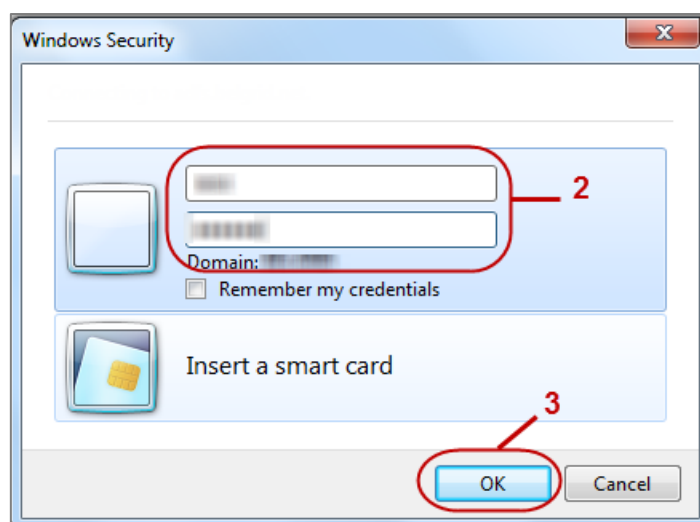 Windows Security
2
Domain:
Remember my credentials
Insert a smart card
3
OK
Cancel